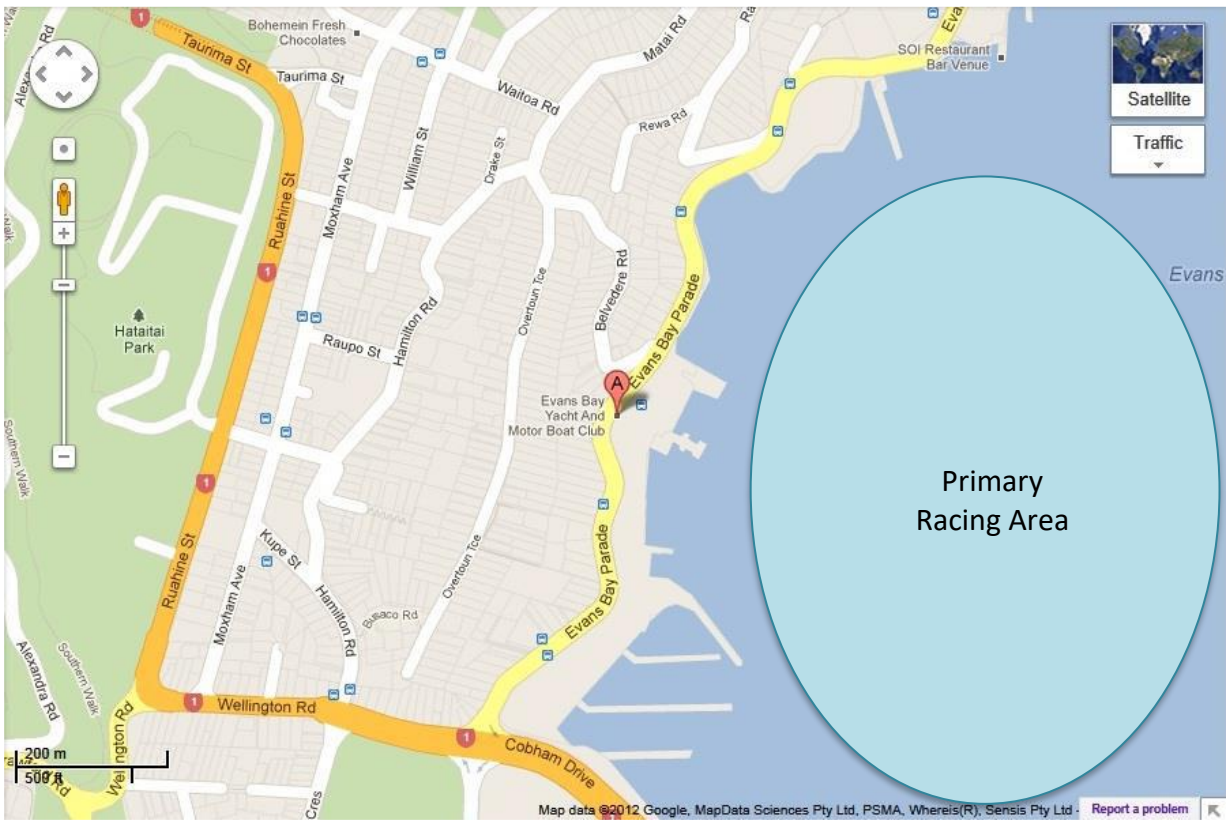 Bohemein Fresh
Chocolates
Matai Rd
SOI Restaurant
Bar Venue
Satellite
Traffic
1
Taurima St
Taurima St
Waitoa Rd
Rewa Rd
Drake St
William St
Moxham Ave
Ruahine St
1
Evans
Hataitai
Park
Raupo St
Hamilton Rd
Overtoun Tce
Belvedere Rd
Evans Bay Parade
A
Evans Bay
Yacht And
Motor Boat Club
Southern Walk
1
Primary
Racing Area
Kupe St
Ruahine St
Moxham Ave
Hamilton Rd
Busaco Rd
Overtoun Tce
Evans Bay Parade
Alexandra Rd
Southern Walk
1
Wellington Rd
Wellington Rd
1
Cobham Drive
200 m
500 ft
Cres
Map data ©2012 Google, MapData Sciences Pty Ltd, PSMA, Whereis(R), Sensis Pty Ltd -
Report a problem